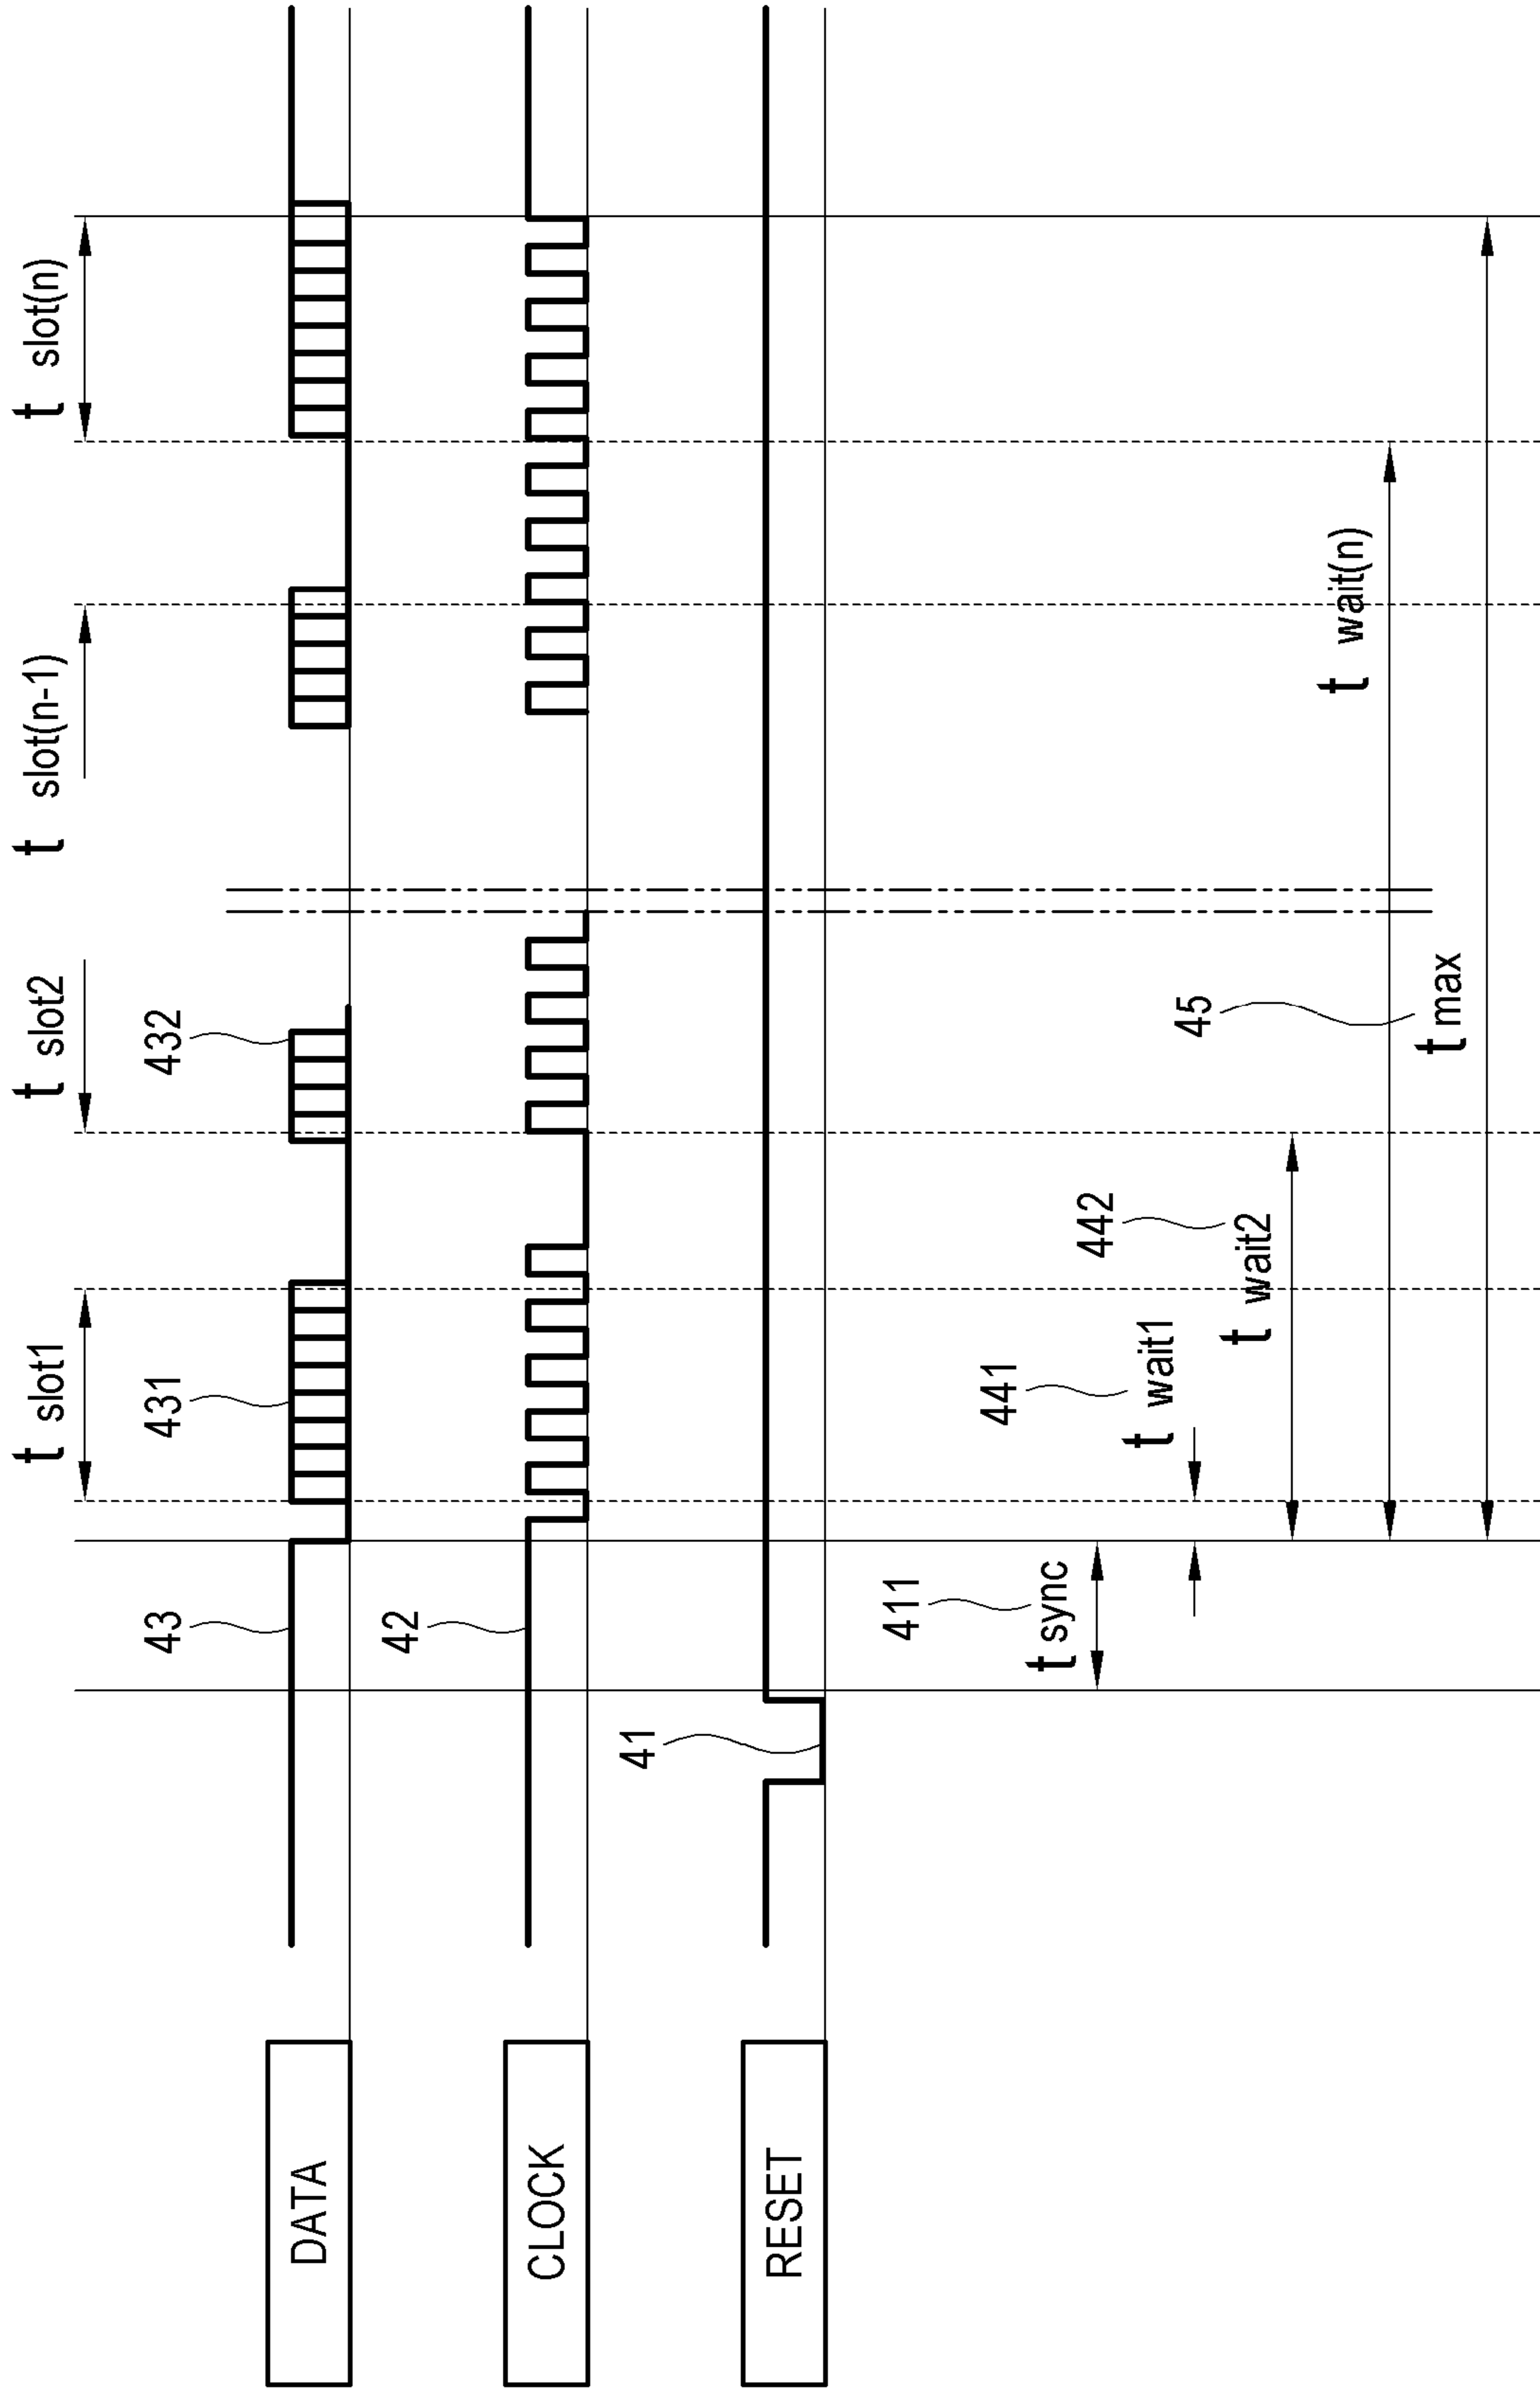 t slot1
t slot2
t slot(n-1)
t slot(n)
431
432
43
DATA
42
CLOCK
41
RESET
411
t sync
441
t wait1
442
t wait2
t wait(n)
45
t max